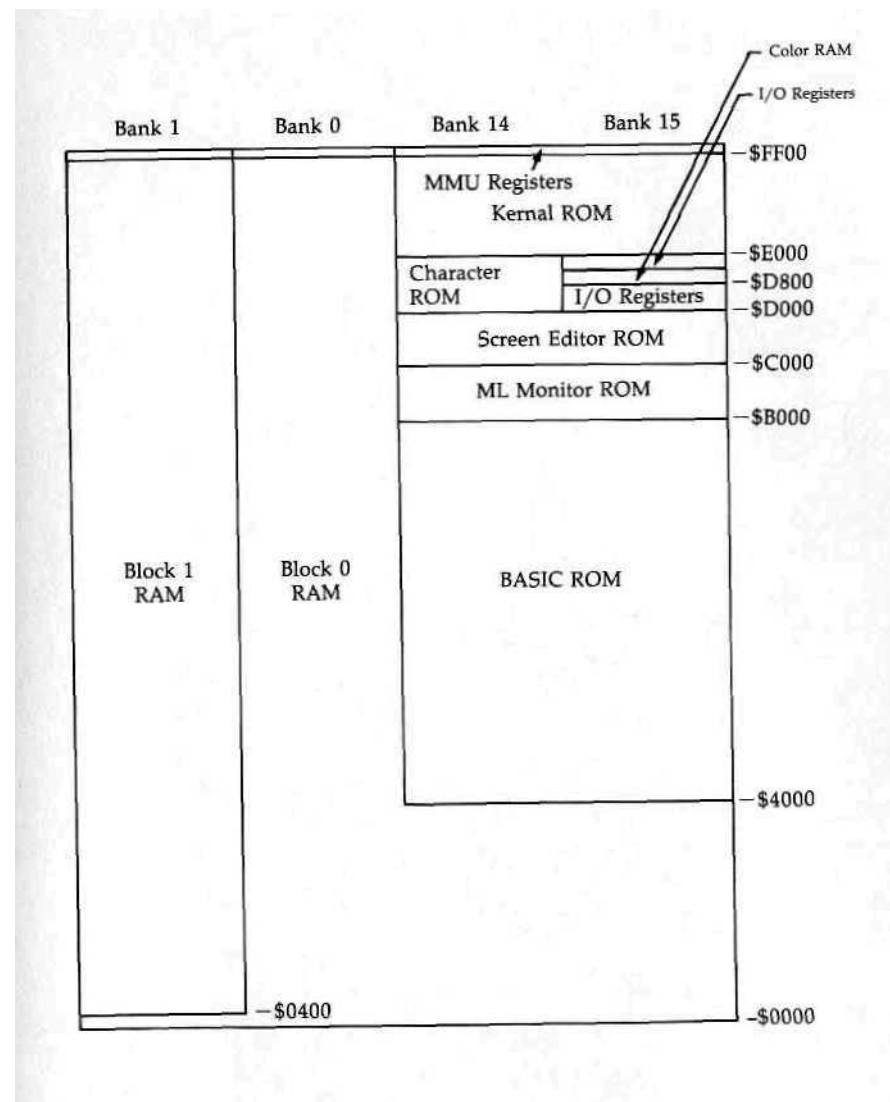 Color RAM
I/O Registers
Bank 1 Bank 0 Bank 14 Bank 15
–$FF00
MMU Registers
Kernal ROM
–$E000
Character
ROM
–$D800
I/O Registers
–$D000
Screen Editor ROM
–$C000
ML Monitor ROM
–$B000
Block 1
RAM
Block 0
RAM
BASIC ROM
–$4000
–$0400
–$0000